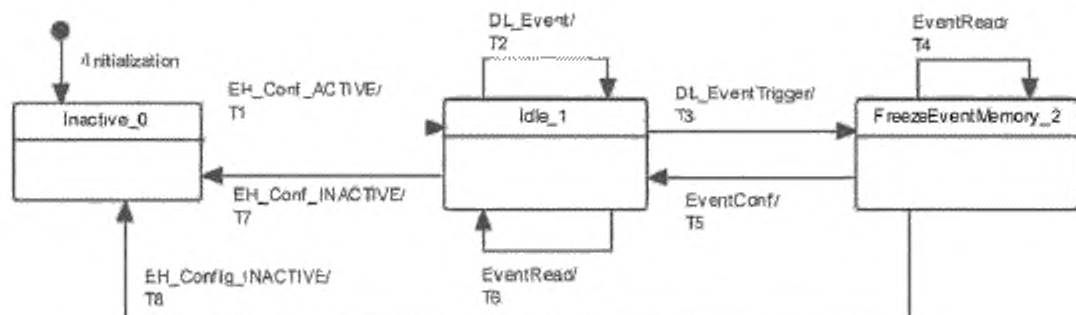 /Initialization
DL_Event/
T2
EventRead/
T4
EH_Conf_ACTIVE/
T1
DL_EventTrigger/
T3
Inactive_0
Idle_1
FreezeEventMemory_2
EH_Conf_INACTIVE/
T7
EventConf/
T5
EH_Config_INACTIVE/
T8
EventRead/
T6